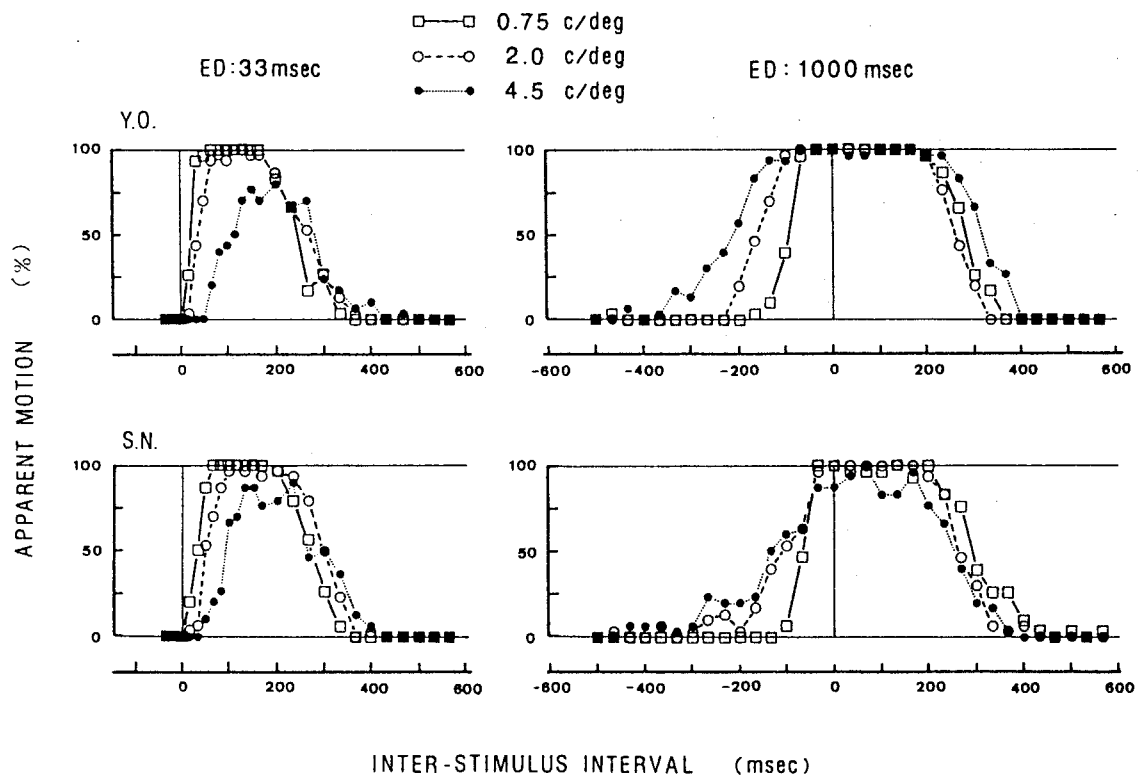 0.75 c/deg
2.0 c/deg
4.5 c/deg
ED:33msec
ED:1000msec
Y.O.
100
50
0
0 200 400 600
100
50
0
-600 -400 -200 0 200 400 600
S.N.
100
50
0
0 200 400 600
100
50
0
-600 -400 -200 0 200 400 600
APPARENT MOTION (%)
INTER-STIMULUS INTERVAL (msec)